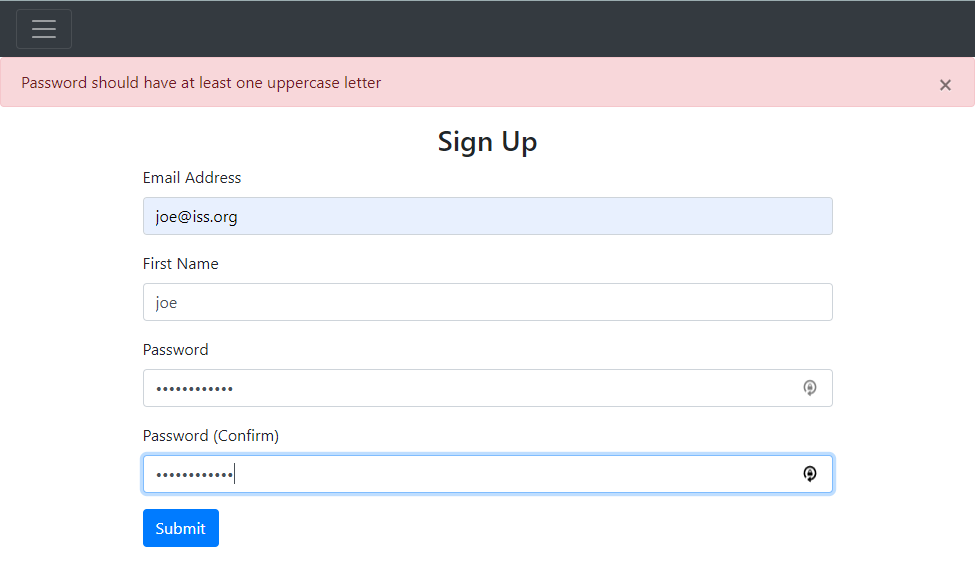 Password should have at least one uppercase letter ×
Sign Up
Email Address
joe@iss.org
First Name
joe
Password
••••••••••••
Password (Confirm)
••••••••••••
Submit